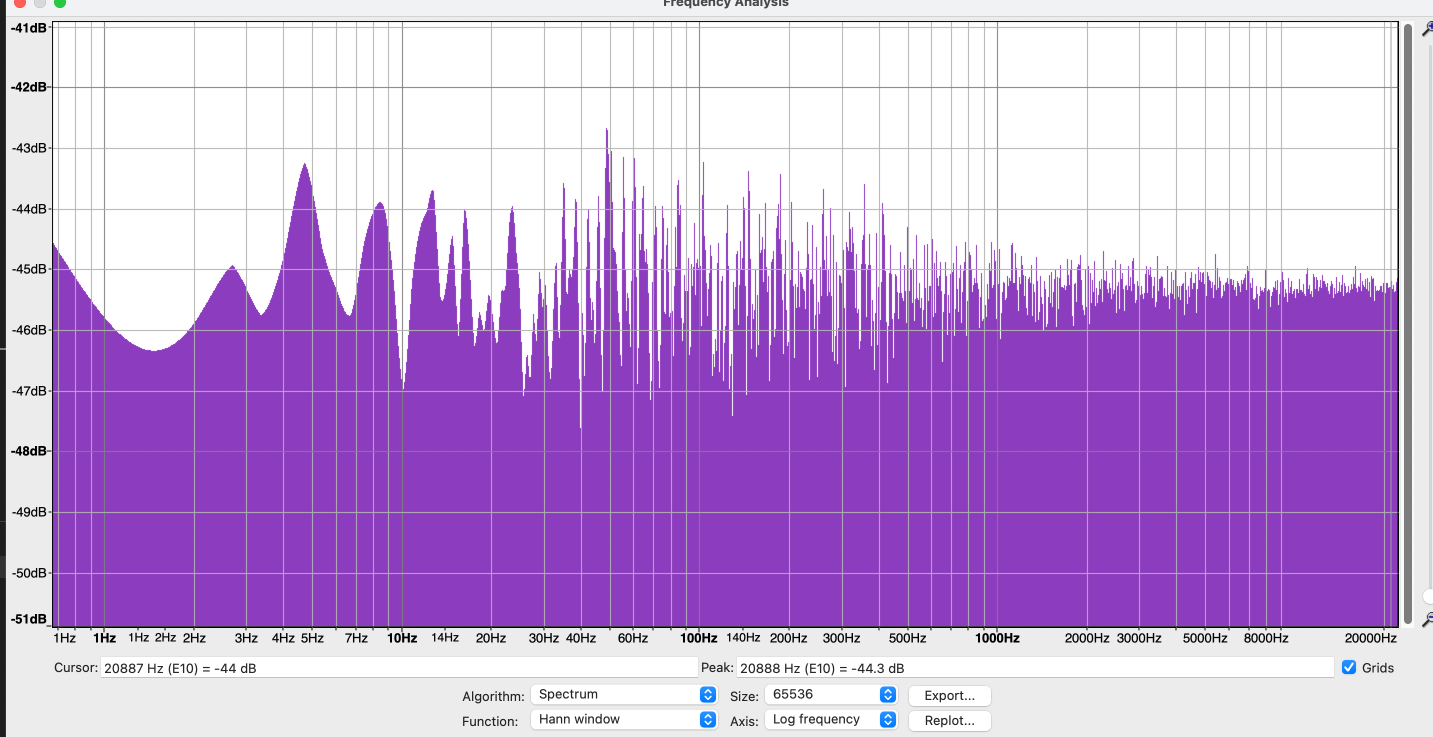 Frequency Analysis
-41dB
-42dB
-43dB
-44dB
-45dB
-46dB
-47dB
-48dB
-49dB
-50dB
-51dB
1Hz 1Hz 1Hz 2Hz 2Hz 3Hz 4Hz 5Hz 7Hz 10Hz 14Hz 20Hz 30Hz 40Hz 60Hz 100Hz 140Hz 200Hz 300Hz 500Hz 1000Hz 2000Hz 3000Hz 5000Hz 8000Hz 20000Hz
Cursor: 20887 Hz (E10) = -44 dB Peak: 20888 Hz (E10) = -44.3 dB Grids
Algorithm: Spectrum Size: 65536 Export...
Function: Hann window Axis: Log frequency Replot...